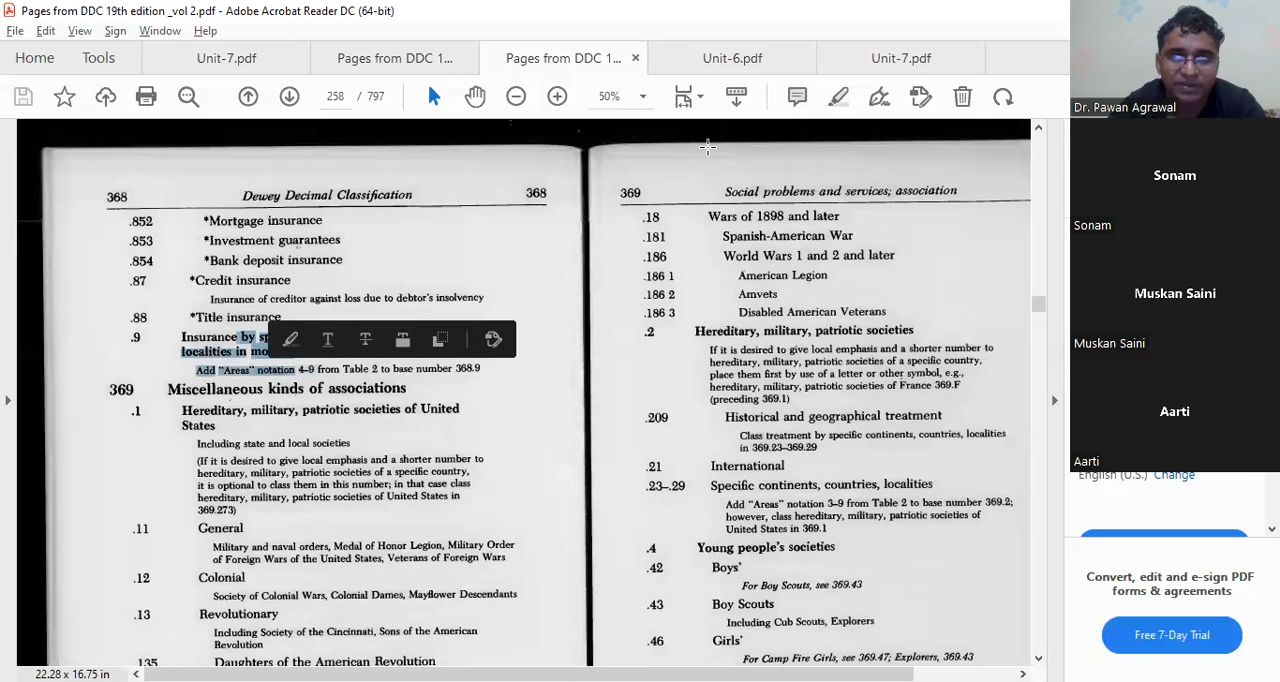 Pages from DDC 19th edition _vol 2.pdf - Adobe Acrobat Reader DC (64-bit)
File Edit View Sign Window Help
Home Tools Unit-7.pdf Pages from DDC 1... Pages from DDC 1... × Unit-6.pdf Unit-7.pdf
258 / 797 50%
368 Dewey Decimal Classification 368
.852 *Mortgage insurance
.853 *Investment guarantees
.854 *Bank deposit insurance
.87 *Credit insurance
Insurance of creditor against loss due to debtor's insolvency
.88 *Title insurance
.9 Insurance by
localities in
Add "Areas" notation 4–9 from Table 2 to base number 368.9
369 Miscellaneous kinds of associations
.1 Hereditary, military, patriotic societies of United
States
Including state and local societies
(If it is desired to give local emphasis and a shorter number to
hereditary, military, patriotic societies of a specific country,
it is optional to class them in this number; in that case class
hereditary, military, patriotic societies of United States in
369.273)
.11 General
Military and naval orders, Medal of Honor Legion, Military Order
of Foreign Wars of the United States, Veterans of Foreign Wars
.12 Colonial
Society of Colonial Wars, Colonial Dames, Mayflower Descendants
.13 Revolutionary
Including Society of the Cincinnati, Sons of the American
Revolution
.135 Daughters of the American Revolution
369 Social problems and services; association
.18 Wars of 1898 and later
.181 Spanish-American War
.186 World Wars 1 and 2 and later
.186 1 American Legion
.186 2 Amvets
.186 3 Disabled American Veterans
.2 Hereditary, military, patriotic societies
If it is desired to give local emphasis and a shorter number to
hereditary, military, patriotic societies of a specific country,
place them first by use of a letter or other symbol, e.g.,
hereditary, military, patriotic societies of France 369.F
(preceding 369.1)
.209 Historical and geographical treatment
Class treatment by specific continents, countries, localities
in 369.23–369.29
.21 International
.23–.29 Specific continents, countries, localities
Add "Areas" notation 3–9 from Table 2 to base number 369.2;
however, class hereditary, military, patriotic societies of
United States in 369.1
.4 Young people's societies
.42 Boys'
For Boy Scouts, see 369.43
.43 Boy Scouts
Including Cub Scouts, Explorers
.46 Girls'
For Camp Fire Girls, see 369.47; Explorers, 369.43
22.28 x 16.75 in
Dr. Pawan Agrawal
Sonam
Sonam
Muskan Saini
Muskan Saini
Aarti
Aarti
English (U.S.) Change
Convert, edit and e-sign PDF
forms & agreements
Free 7-Day Trial